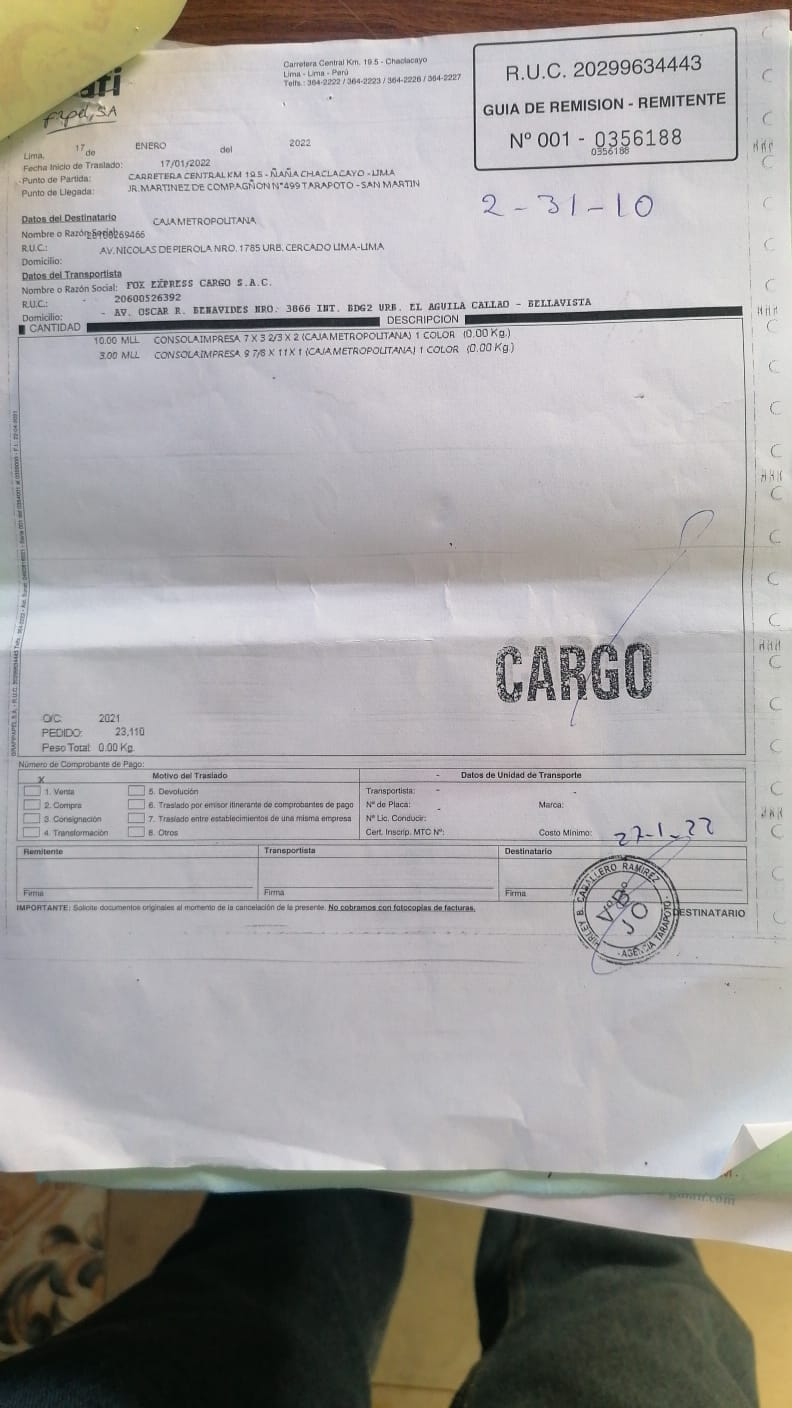 Carretera Central Km. 19.5 - Chaclacayo
Lima - Lima - Perú
Telfs.: 364-2222 / 364-2223 / 364-2226 / 364-2227
R.U.C. 20299634443
GUIA DE REMISION - REMITENTE
Nº 001 - 0356188
0356188
Lima, 17 de ENERO del 2022
Fecha Inicio de Traslado: 17/01/2022
Punto de Partida: CARRETERA CENTRAL KM 19.5 - ÑAÑA CHACLACAYO - LIMA
Punto de Llegada: JR. MARTINEZ DE COMPAGÑON N°499 TARAPOTO - SAN MARTIN
2-31-10
Datos del Destinatario
Nombre o Razón Social: CAJA METROPOLITANA
R.U.C.: 20100269466
Domicilio: AV. NICOLAS DE PIEROLA NRO. 1785 URB. CERCADO LIMA-LIMA
Datos del Transportista
Nombre o Razón Social: FOX EXPRESS CARGO S.A.C.
R.U.C.: - 20600526392
Domicilio: - AV. OSCAR R. BENAVIDES NRO. 3866 INT. BDG2 URB. EL AGUILA CALLAO - BELLAVISTA
CANTIDAD DESCRIPCION
10.00 MLL CONSOLA IMPRESA 7 X 3 2/3 X 2 (CAJA METROPOLITANA) 1 COLOR (0.00 Kg.)
3.00 MLL CONSOLA IMPRESA 9 7/8 X 11 X 1 (CAJA METROPOLITANA) 1 COLOR (0.00 Kg.)
CARGO
O/C: 2021
PEDIDO: 23,110
Peso Total: 0.00 Kg.
Número de Comprobante de Pago:
X Motivo del Traslado - Datos de Unidad de Transporte
1. Venta 5. Devolución Transportista: - -
2. Compra 6. Traslado por emisor itinerante de comprobantes de pago Nº de Placa: - Marca:
3. Consignación 7. Traslado entre establecimientos de una misma empresa Nº Lic. Conducir:
4. Transformación 8. Otros Cert. Inscrip. MTC Nº: Costo Mínimo:
27-1-22
Remitente Transportista Destinatario
Firma Firma Firma
CABALLERO RAMIREZ
VºBº
JO
AGENCIA TARAPOTO
DESTINATARIO
IMPORTANTE: Solicite documentos originales al momento de la cancelación de la presente. No cobramos con fotocopias de facturas.